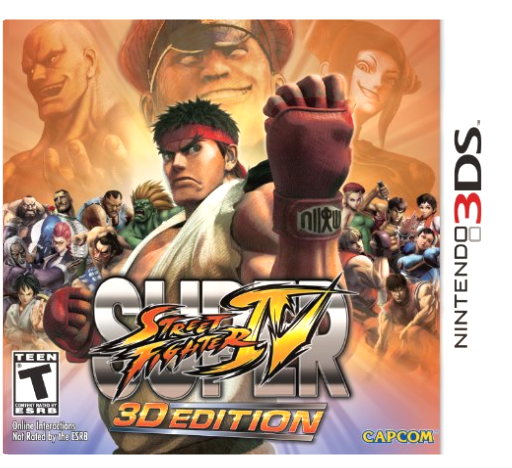 SUPER
STREET
FIGHTER IV
3D EDITION
TEEN
T
CONTENT RATED BY
ESRB
Online Interactions
Not Rated by the ESRB
CAPCOM
NINTENDO 3DS™